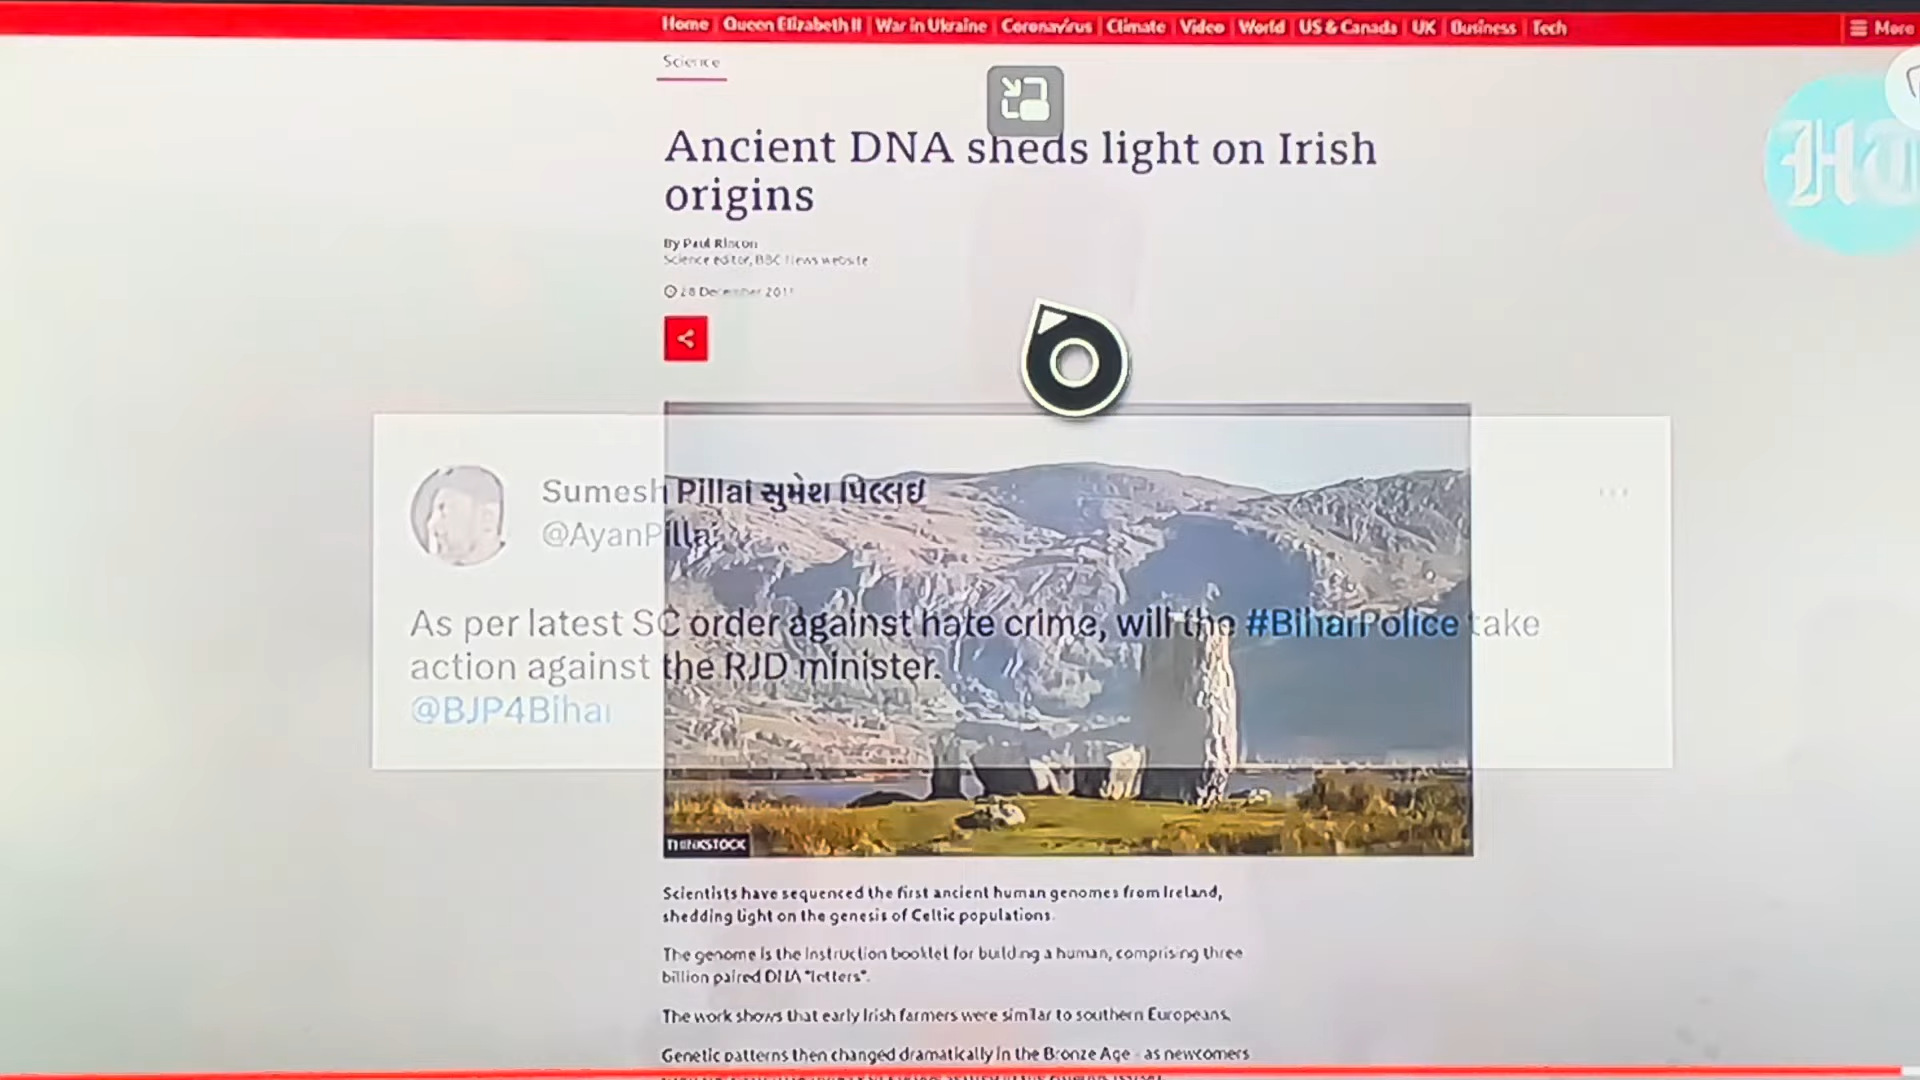 Home Queen Elizabeth II War in Ukraine Coronavirus Climate Video World US & Canada UK Business Tech
More
Science
Ancient DNA sheds light on Irish
origins
By Paul Rincon
Science editor, BBC News website
28 December
HT
Sumesh Pillai સુમેશ પિલ્લઈ
@AyanPillai
As per latest SC order against hate crime, will the #BiharPolice take
action against the RJD minister.
@BJP4Bihar
THINKSTOCK
Scientists have sequenced the first ancient human genomes from Ireland,
shedding light on the genesis of Celtic populations.
The genome is the instruction booklet for building a human, comprising three
billion paired DNA "letters".
The work shows that early Irish farmers were similar to southern Europeans.
Genetic patterns then changed dramatically in the Bronze Age - as newcomers